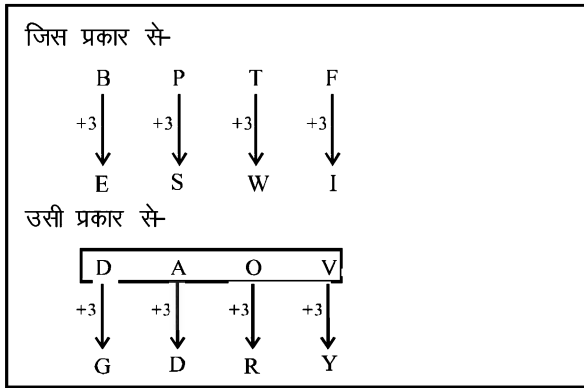 जिस प्रकार से-
B P T F
+3 +3 +3 +3
E S W I
उसी प्रकार से-
D A O V
+3 +3 +3 +3
G D R Y